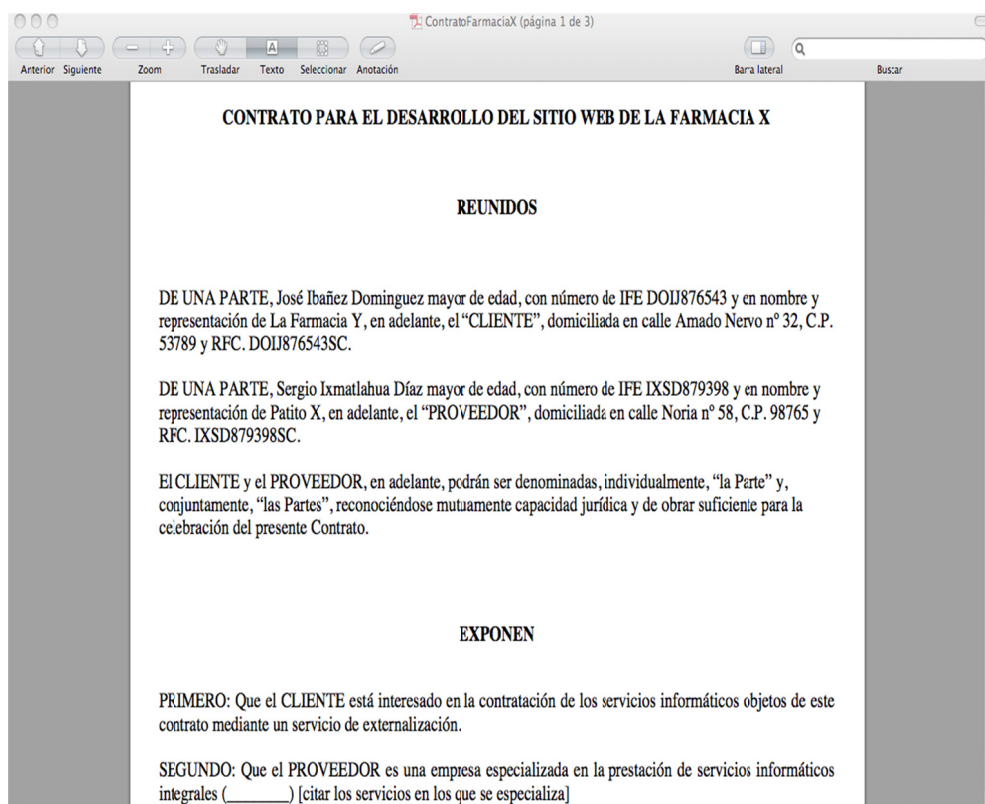 ContratoFarmaciaX (página 1 de 3)
Anterior Siguiente Zoom Trasladar Texto Seleccionar Anotación Barra lateral Buscar
CONTRATO PARA EL DESARROLLO DEL SITIO WEB DE LA FARMACIA X
REUNIDOS
DE UNA PARTE, José Ibañez Dominguez mayor de edad, con número de IFE DOIJ876543 y en nombre y
representación de La Farmacia Y, en adelante, el “CLIENTE”, domiciliada en calle Amado Nervo nº 32, C.P.
53789 y RFC. DOIJ876543SC.
DE UNA PARTE, Sergio Ixmatlahua Díaz mayor de edad, con número de IFE IXSD879398 y en nombre y
representación de Patito X, en adelante, el “PROVEEDOR”, domiciliada en calle Noria nº 58, C.P. 98765 y
RFC. IXSD879398SC.
El CLIENTE y el PROVEEDOR, en adelante, podrán ser denominadas, individualmente, “la Parte” y,
conjuntamente, “las Partes”, reconociéndose mutuamente capacidad jurídica y de obrar suficiente para la
celebración del presente Contrato.
EXPONEN
PRIMERO: Que el CLIENTE está interesado en la contratación de los servicios informáticos objetos de este
contrato mediante un servicio de externalización.
SEGUNDO: Que el PROVEEDOR es una empresa especializada en la prestación de servicios informáticos
integrales (________) [citar los servicios en los que se especializa]